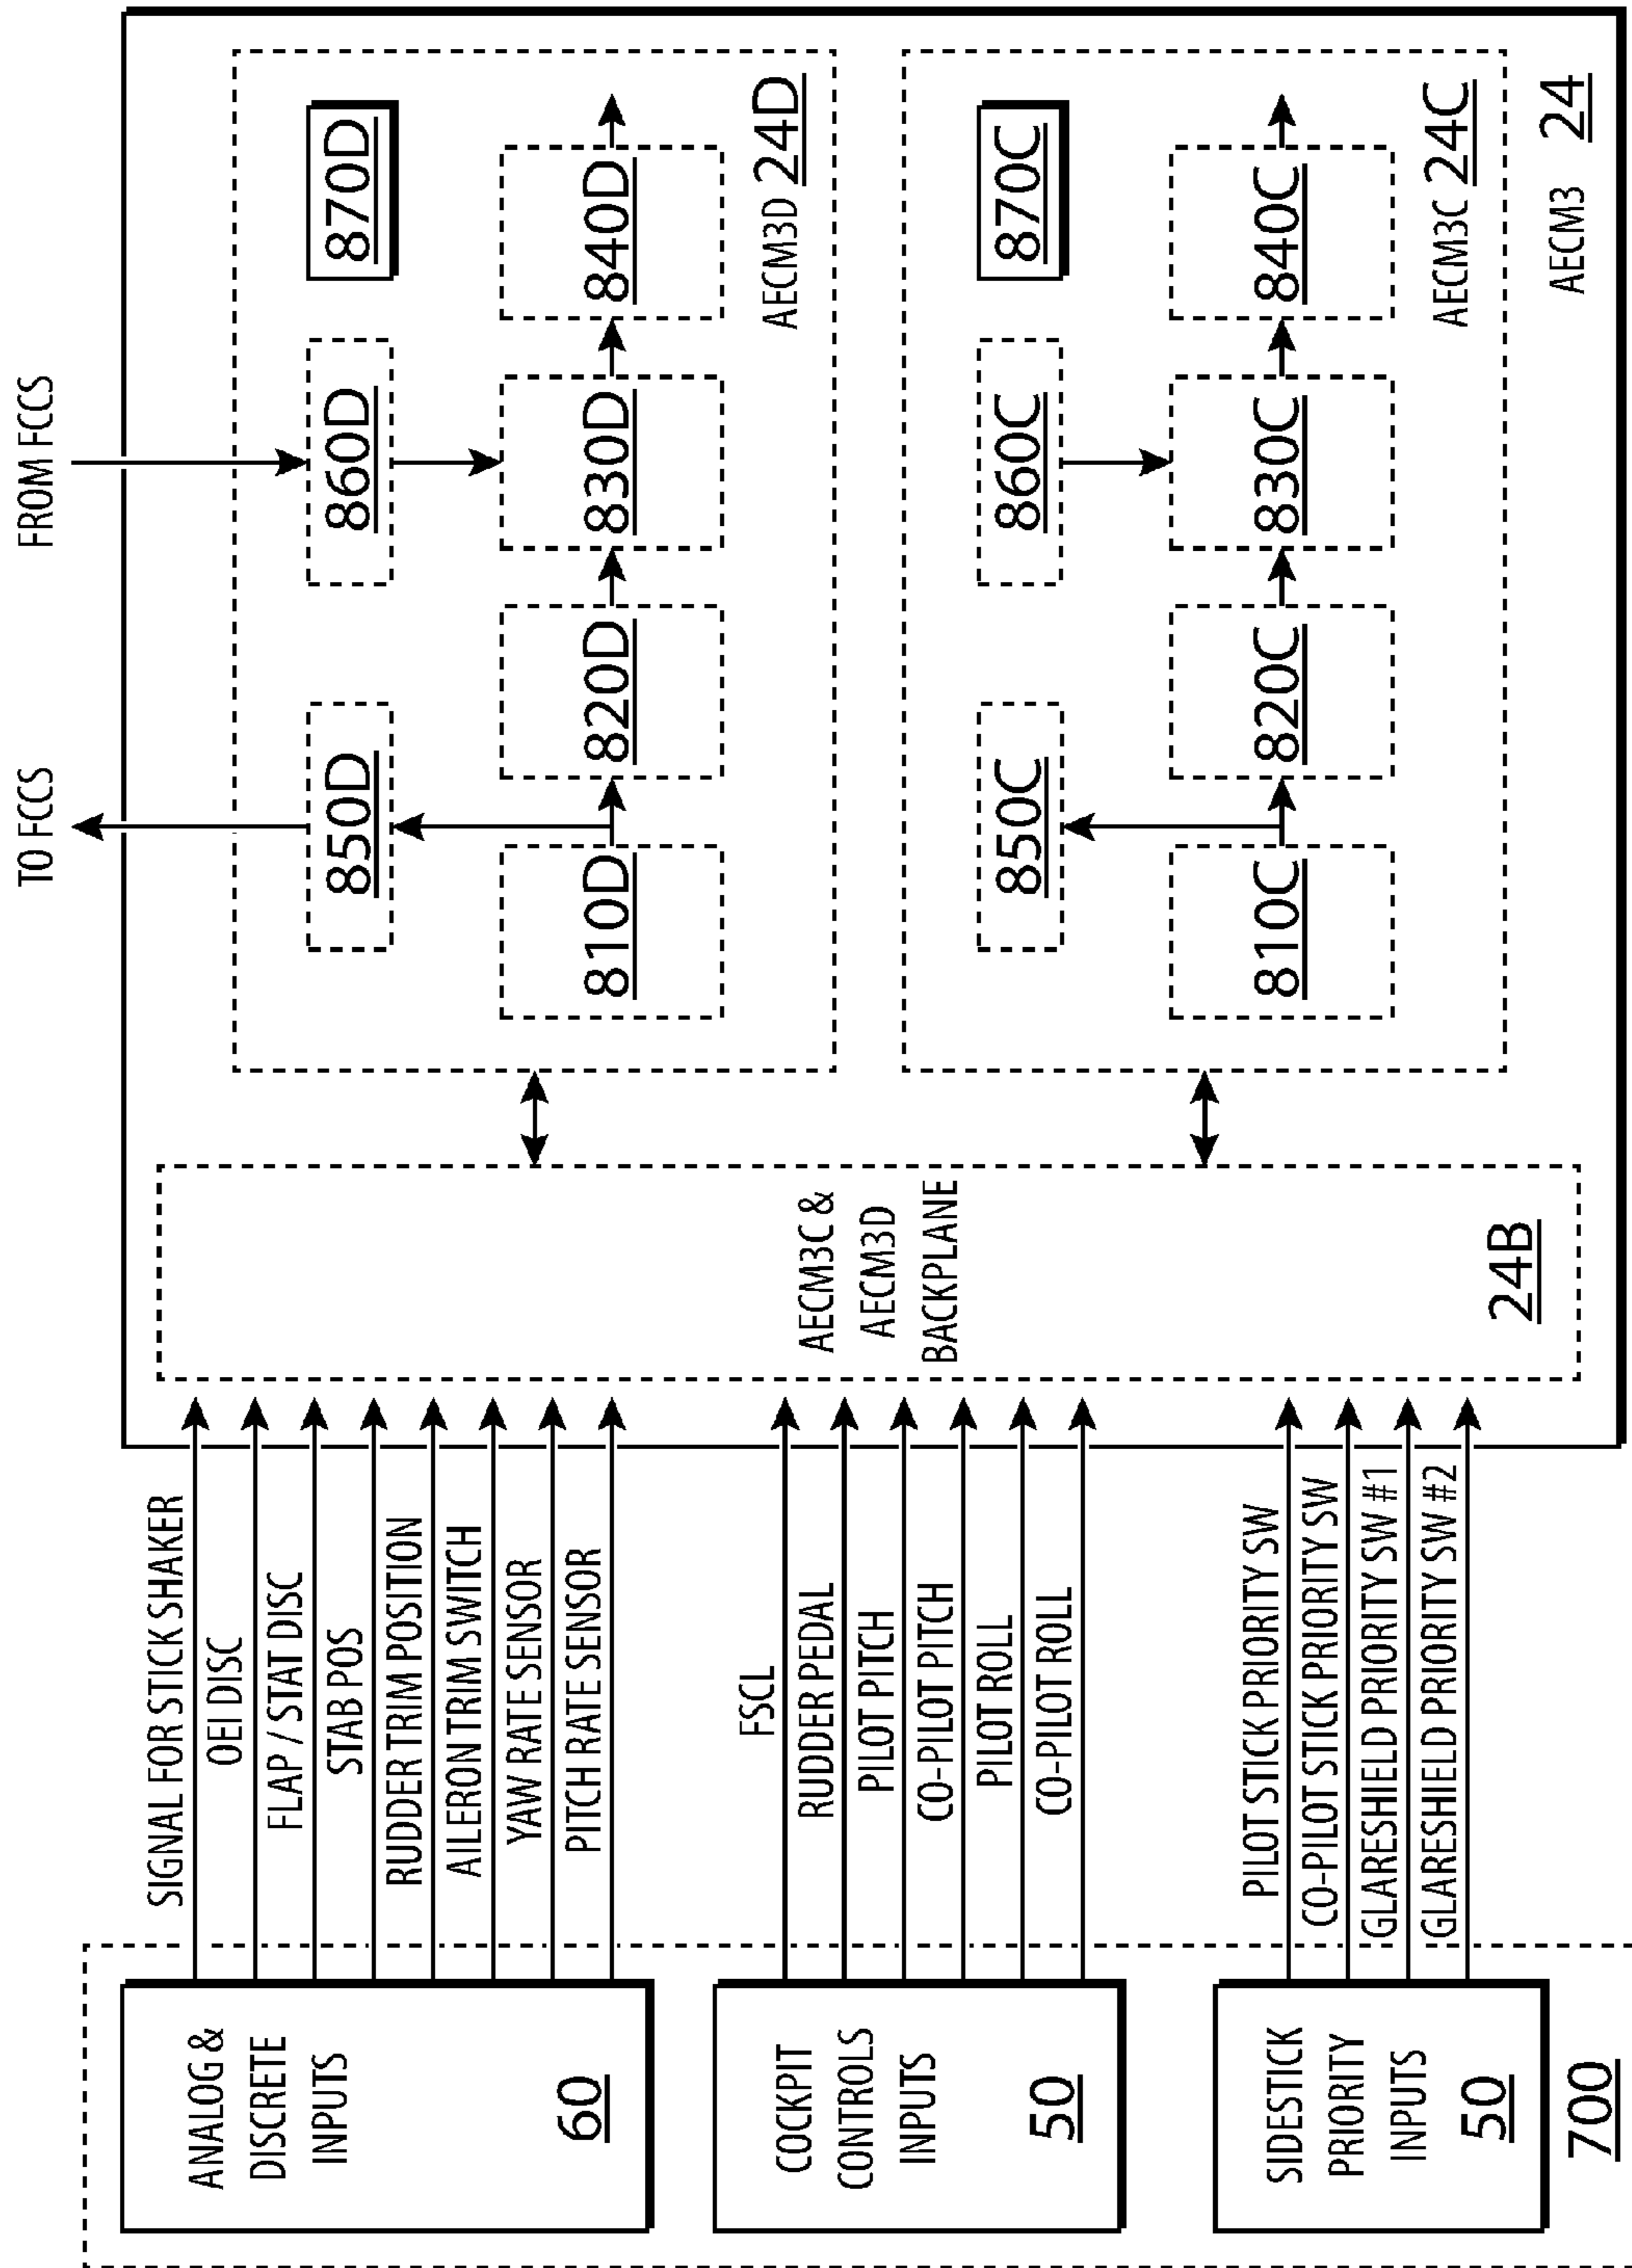 ANALOG &
DISCRETE
INPUTS
60
COCKPIT
CONTROLS
INPUTS
50
SIDESTICK
PRIORITY
INPUTS
50
700
SIGNAL FOR STICK SHAKER
OEI DISC
FLAP / STAT DISC
STAB POS
RUDDER TRIM POSITION
AILERON TRIM SWITCH
YAW RATE SENSOR
PITCH RATE SENSOR
FSCL
RUDDER PEDAL
PILOT PITCH
CO-PILOT PITCH
PILOT ROLL
CO-PILOT ROLL
PILOT STICK PRIORITY SW
CO-PILOT STICK PRIORITY SW
GLARESHIELD PRIORITY SW #1
GLARESHIELD PRIORITY SW #2
AECM3C &
AECM3D
BACKPLANE
24B
TO FCCS
FROM FCCS
850D
860D
870D
810D
820D
830D
840D
AECM3D 24D
850C
860C
870C
810C
820C
830C
840C
AECM3C 24C
AECM3 24